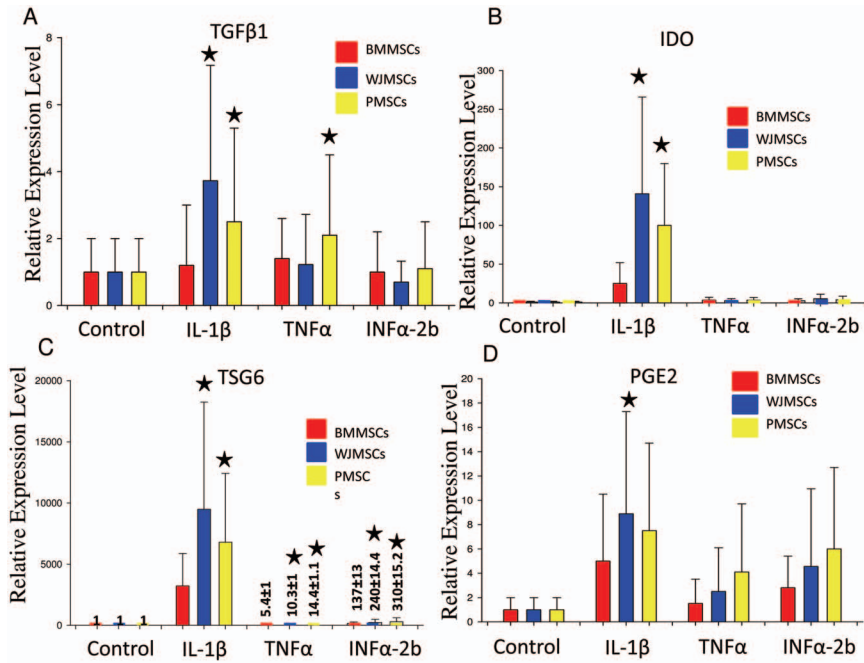 A
TGFβ1
Relative Expression Level
8
6
4
2
0
BMMSCs
WJMSCs
PMSCs
Control
IL-1β
TNFα
INFα-2b
B
IDO
Relative Expression Level
300
250
200
150
100
50
0
BMMSCs
WJMSCs
PMSCs
Control
IL-1β
TNFα
INFα-2b
C
TSG6
Relative Expression Level
20000
15000
10000
5000
0
BMMSCs
WJMSCs
PMSC
s
1
1
1
5.4±1
10.3±1
14.4±1.1
137±13
240±14.4
310±15.2
Control
IL-1β
TNFα
INFα-2b
D
PGE2
Relative Expression Level
20
18
16
14
12
10
8
6
4
2
0
BMMSCs
WJMSCs
PMSCs
Control
IL-1β
TNFα
INFα-2b